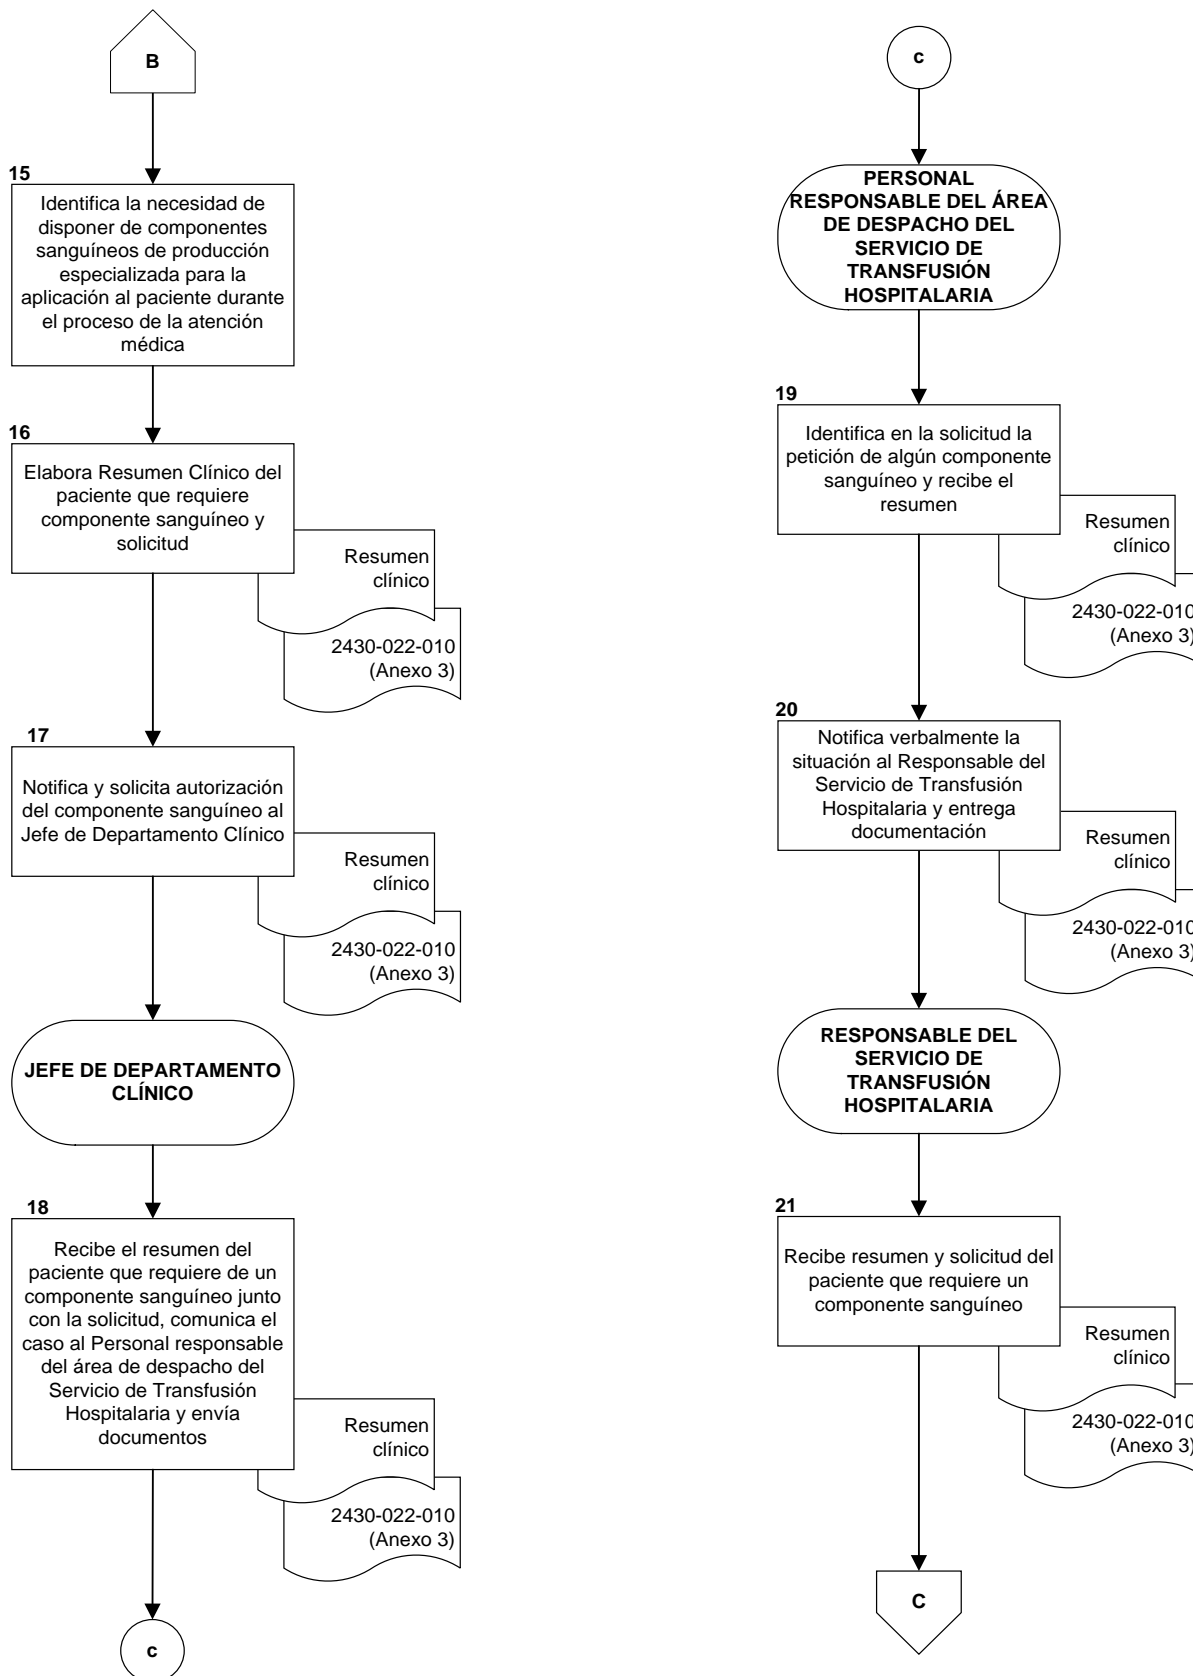 B
15
Identifica la necesidad de
disponer de componentes
sanguíneos de producción
especializada para la
aplicación al paciente durante
el proceso de la atención
médica
16
Elabora Resumen Clínico del
paciente que requiere
componente sanguíneo y
solicitud
Resumen
clínico
2430-022-010
(Anexo 3)
17
Notifica y solicita autorización
del componente sanguíneo al
Jefe de Departamento Clínico
Resumen
clínico
2430-022-010
(Anexo 3)
JEFE DE DEPARTAMENTO
CLÍNICO
18
Recibe el resumen del
paciente que requiere de un
componente sanguíneo junto
con la solicitud, comunica el
caso al Personal responsable
del área de despacho del
Servicio de Transfusión
Hospitalaria y envía
documentos
Resumen
clínico
2430-022-010
(Anexo 3)
c
c
PERSONAL
RESPONSABLE DEL ÁREA
DE DESPACHO DEL
SERVICIO DE
TRANSFUSIÓN
HOSPITALARIA
19
Identifica en la solicitud la
petición de algún componente
sanguíneo y recibe el
resumen
Resumen
clínico
2430-022-010
(Anexo 3)
20
Notifica verbalmente la
situación al Responsable del
Servicio de Transfusión
Hospitalaria y entrega
documentación
Resumen
clínico
2430-022-010
(Anexo 3)
RESPONSABLE DEL
SERVICIO DE
TRANSFUSIÓN
HOSPITALARIA
21
Recibe resumen y solicitud del
paciente que requiere un
componente sanguíneo
Resumen
clínico
2430-022-010
(Anexo 3)
C